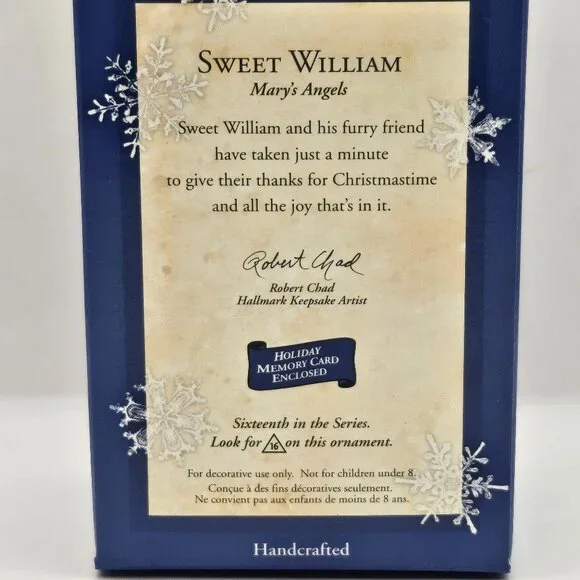 SWEET WILLIAM
Mary's Angels
Sweet William and his furry friend
have taken just a minute
to give their thanks for Christmastime
and all the joy that's in it.
Robert Chad
Robert Chad
Hallmark Keepsake Artist
HOLIDAY
MEMORY CARD
ENCLOSED
Sixteenth in the Series.
Look for 16 on this ornament.
For decorative use only. Not for children under 8.
Conçue à des fins décoratives seulement.
Ne convient pas aux enfants de moins de 8 ans.
Handcrafted